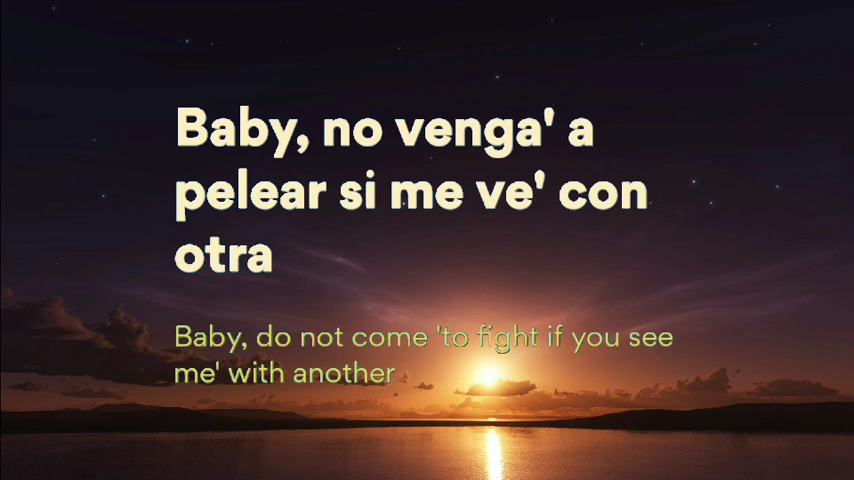 Baby, no venga' a
pelear si me ve' con
otra
Baby, do not come 'to fight if you see
me' with another